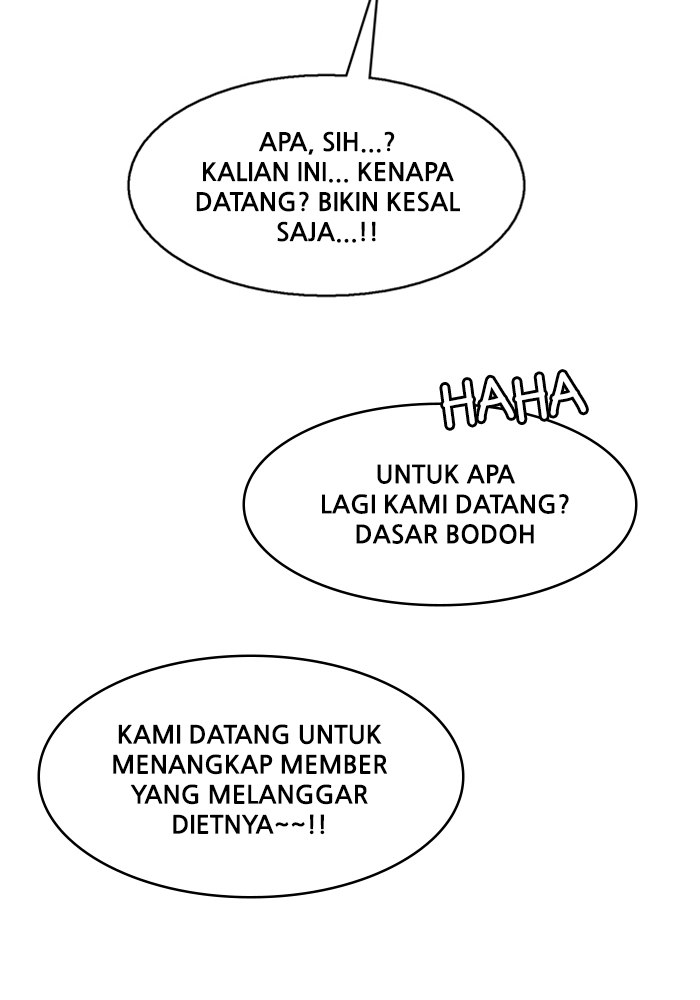 APA, SIH...?
KALIAN INI... KENAPA
DATANG? BIKIN KESAL
SAJA...!!
HAHA
UNTUK APA
LAGI KAMI DATANG?
DASAR BODOH
KAMI DATANG UNTUK
MENANGKAP MEMBER
YANG MELANGGAR
DIETNYA~~!!